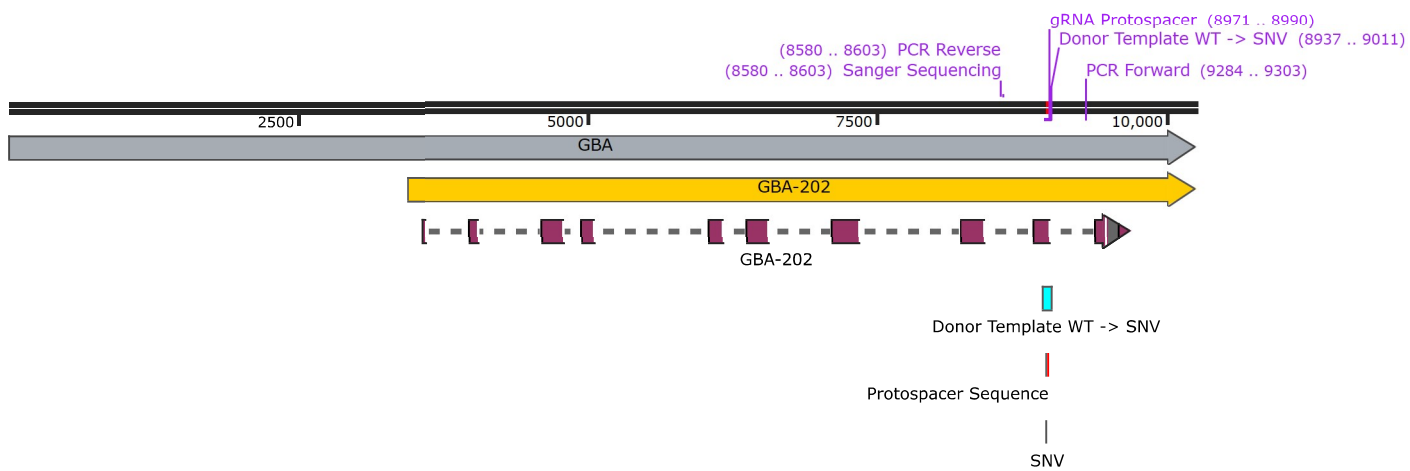 gRNA Protospacer (8971 .. 8990)
(8580 .. 8603) PCR Reverse
Donor Template WT -> SNV (8937 .. 9011)
(8580 .. 8603) Sanger Sequencing
PCR Forward (9284 .. 9303)
2500
5000
7500
10,000
GBA
GBA-202
GBA-202
Donor Template WT -> SNV
Protospacer Sequence
SNV